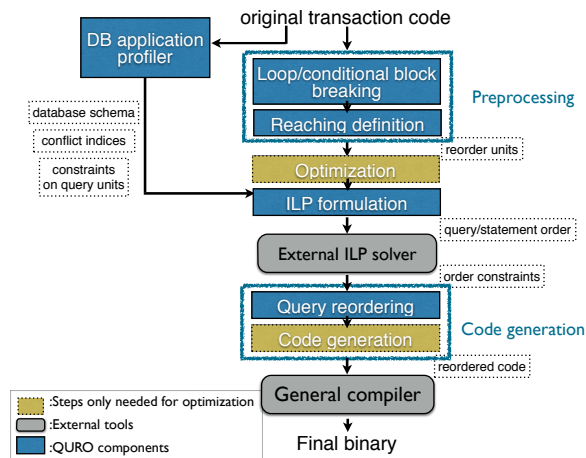 original transaction code
DB application
profiler
Loop/conditional block
breaking
Preprocessing
database schema
Reaching definition
conflict indices
reorder units
constraints
on query units
Optimization
ILP formulation
query/statement order
External ILP solver
order constraints
Query reordering
Code generation
Code generation
reordered code
General compiler
:Steps only needed for optimization
:External tools
:QURO components
Final binary